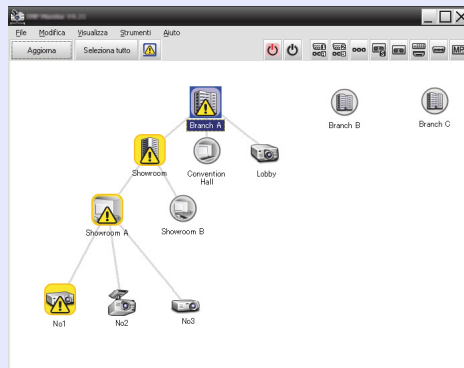 File Modifica Visualizza Strumenti Aiuto
Aggiorna Seleziona tutto
Branch A
Branch B
Branch C
Showroom
Convention Hall
Lobby
Showroom A
Showroom B
No1
No2
No3